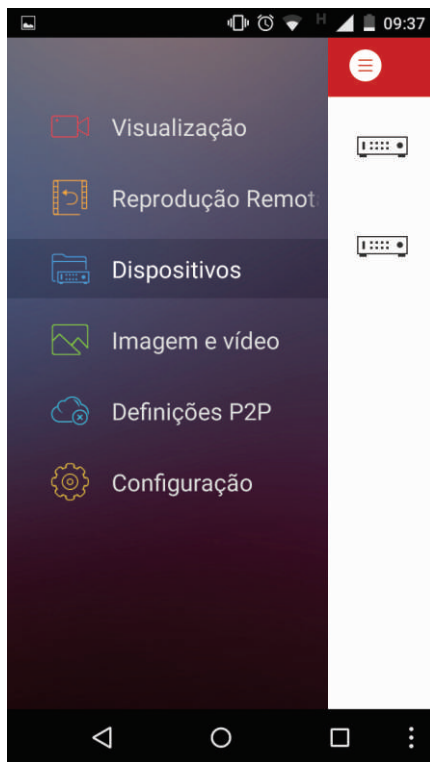 H 09:37
Visualização
Reprodução Remot
Dispositivos
Imagem e vídeo
Definições P2P
Configuração